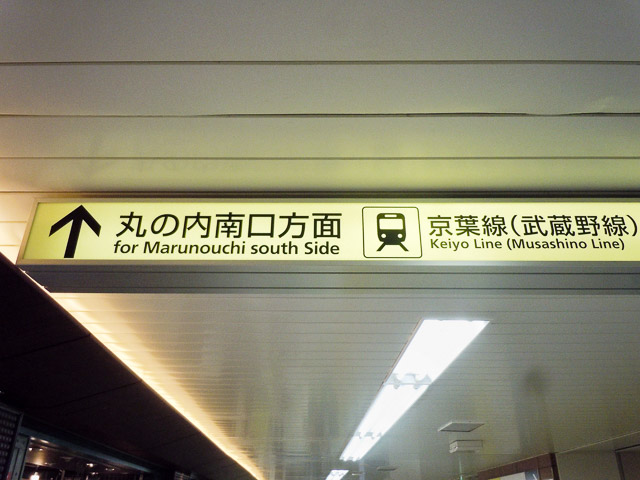 丸の内南口方面
for Marunouchi south Side
京葉線(武蔵野線)
Keiyo Line (Musashino Line)